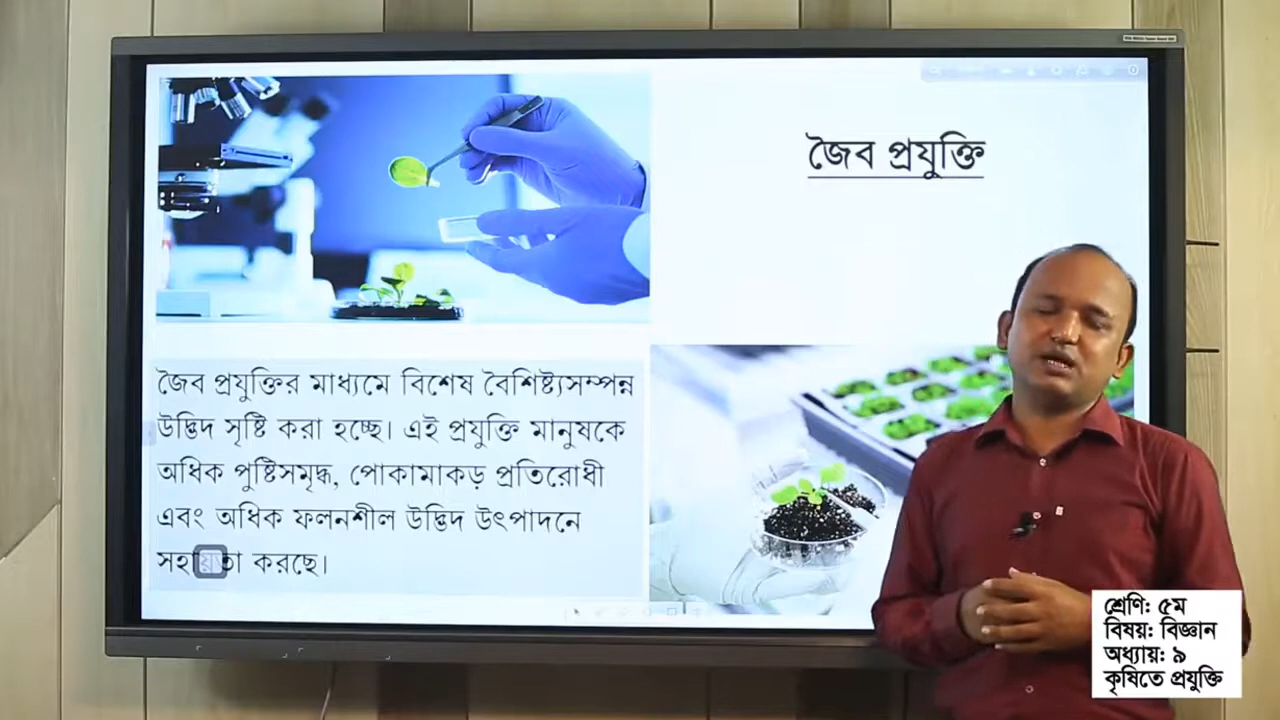 জৈব প্রযুক্তি
জৈব প্রযুক্তির মাধ্যমে বিশেষ বৈশিষ্ট্যসম্পন্ন
উদ্ভিদ সৃষ্টি করা হচ্ছে। এই প্রযুক্তি মানুষকে
অধিক পুষ্টিসমৃদ্ধ, পোকামাকড় প্রতিরোধী
এবং অধিক ফলনশীল উদ্ভিদ উৎপাদনে
সহায়তা করছে।
শ্রেণি: ৫ম
বিষয়: বিজ্ঞান
অধ্যায়: ৯
কৃষিতে প্রযুক্তি